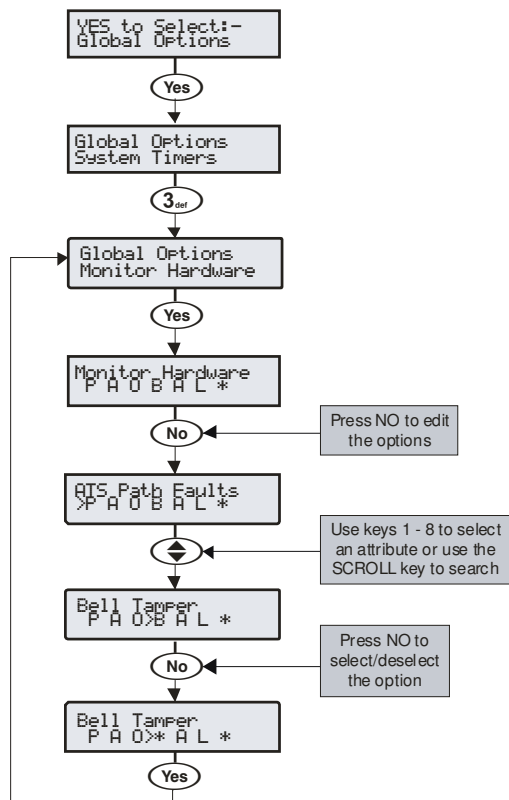 YES to Select:-
Global Options
Yes
Global Options
System Timers
3def
Global Options
Monitor Hardware
Yes
Monitor Hardware
P A O B A L *
No
Press NO to edit
the options
ATS Path Faults
>P A O B A L *
Use keys 1 - 8 to select
an attribute or use the
SCROLL key to search
Bell Tamper
P A O>B A L *
No
Press NO to
select/deselect
the option
Bell Tamper
P A O>* A L *
Yes